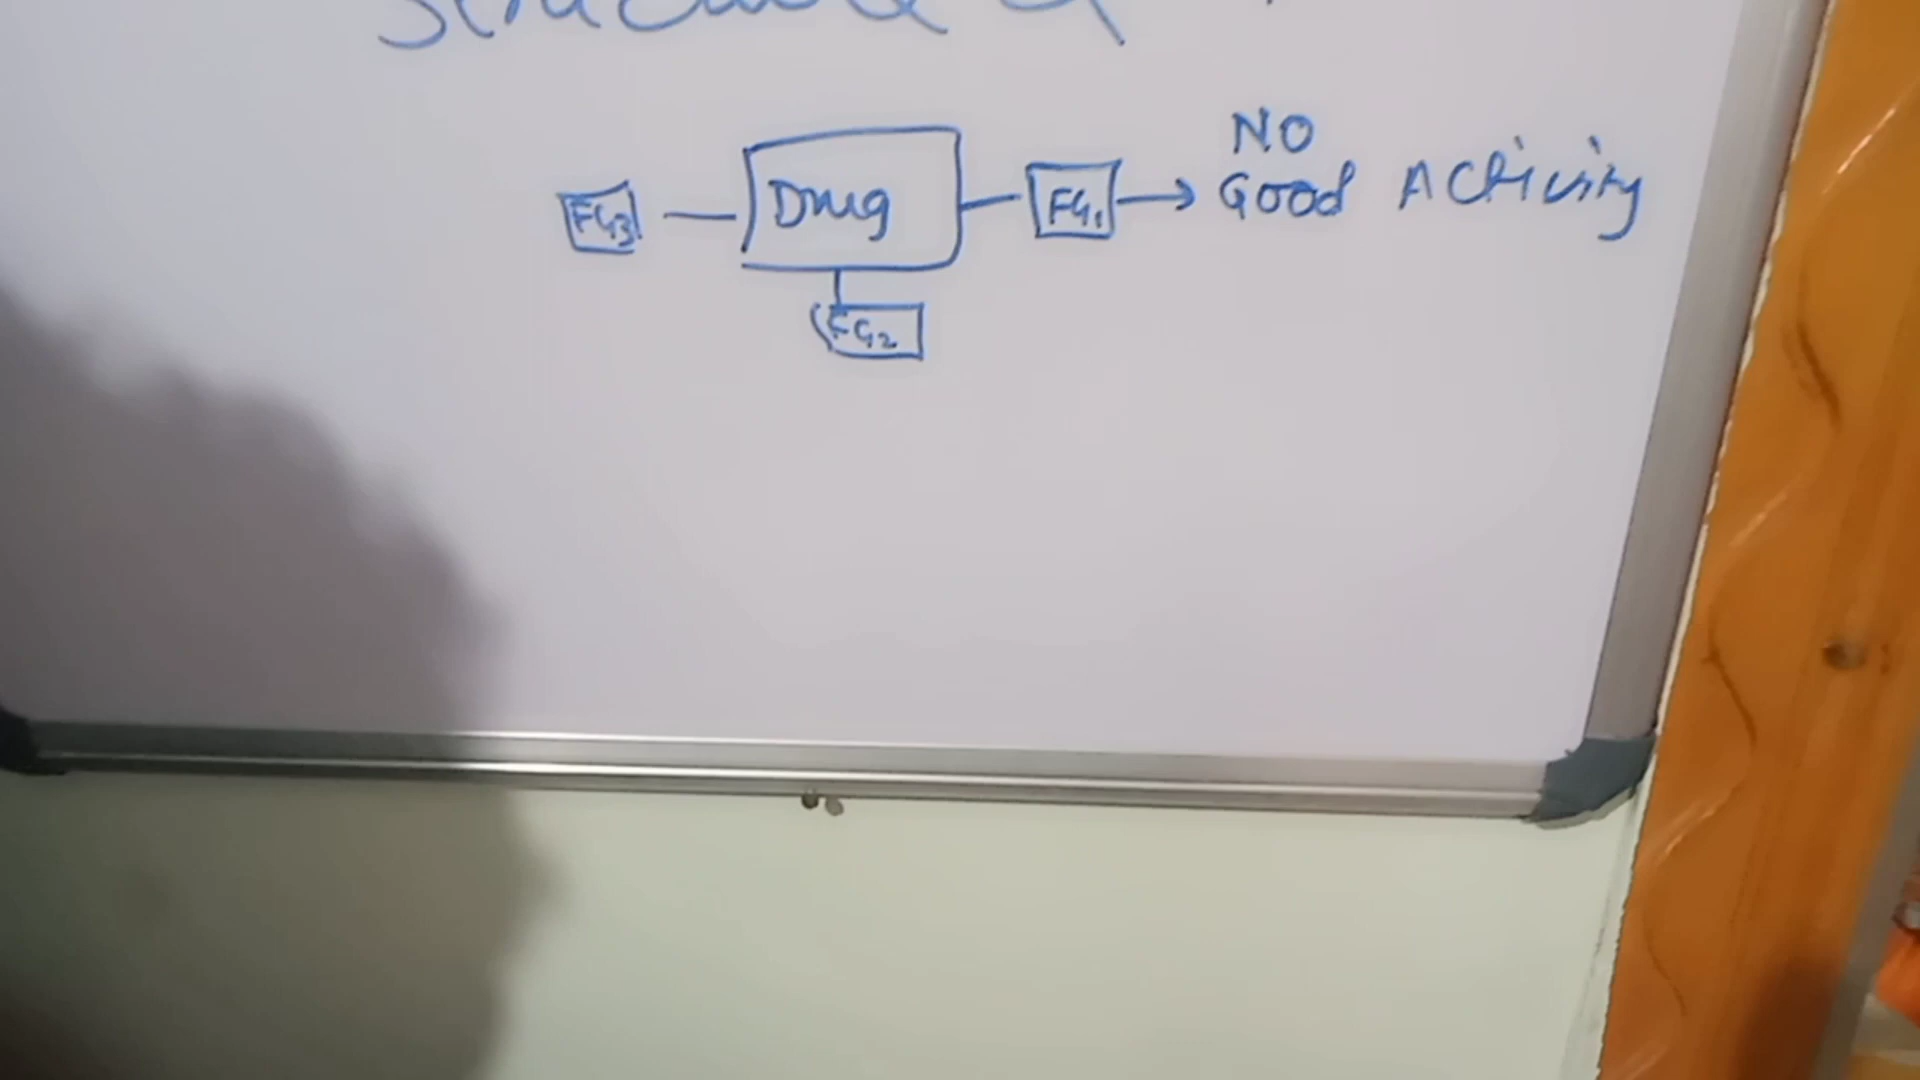 NO
FG3 Drug FG1 → Good Activity
FG2